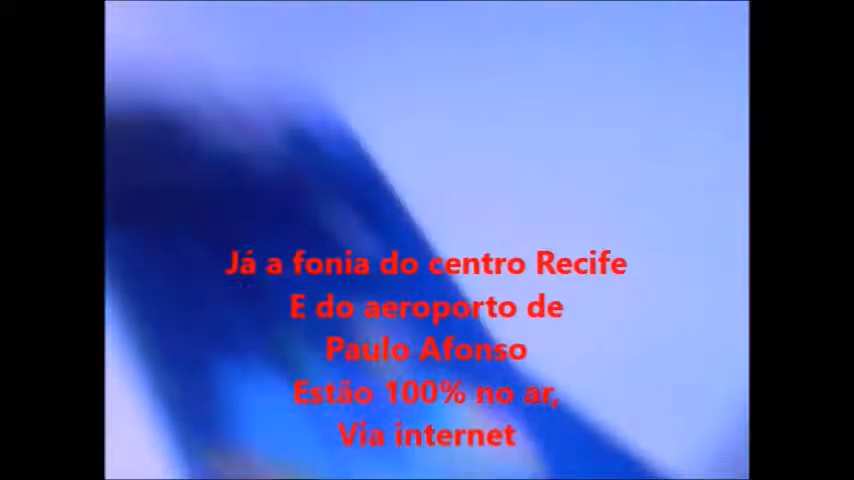 Já a fonia do centro Recife
E do aeroporto de
Paulo Afonso
Estão 100% no ar,
Via internet